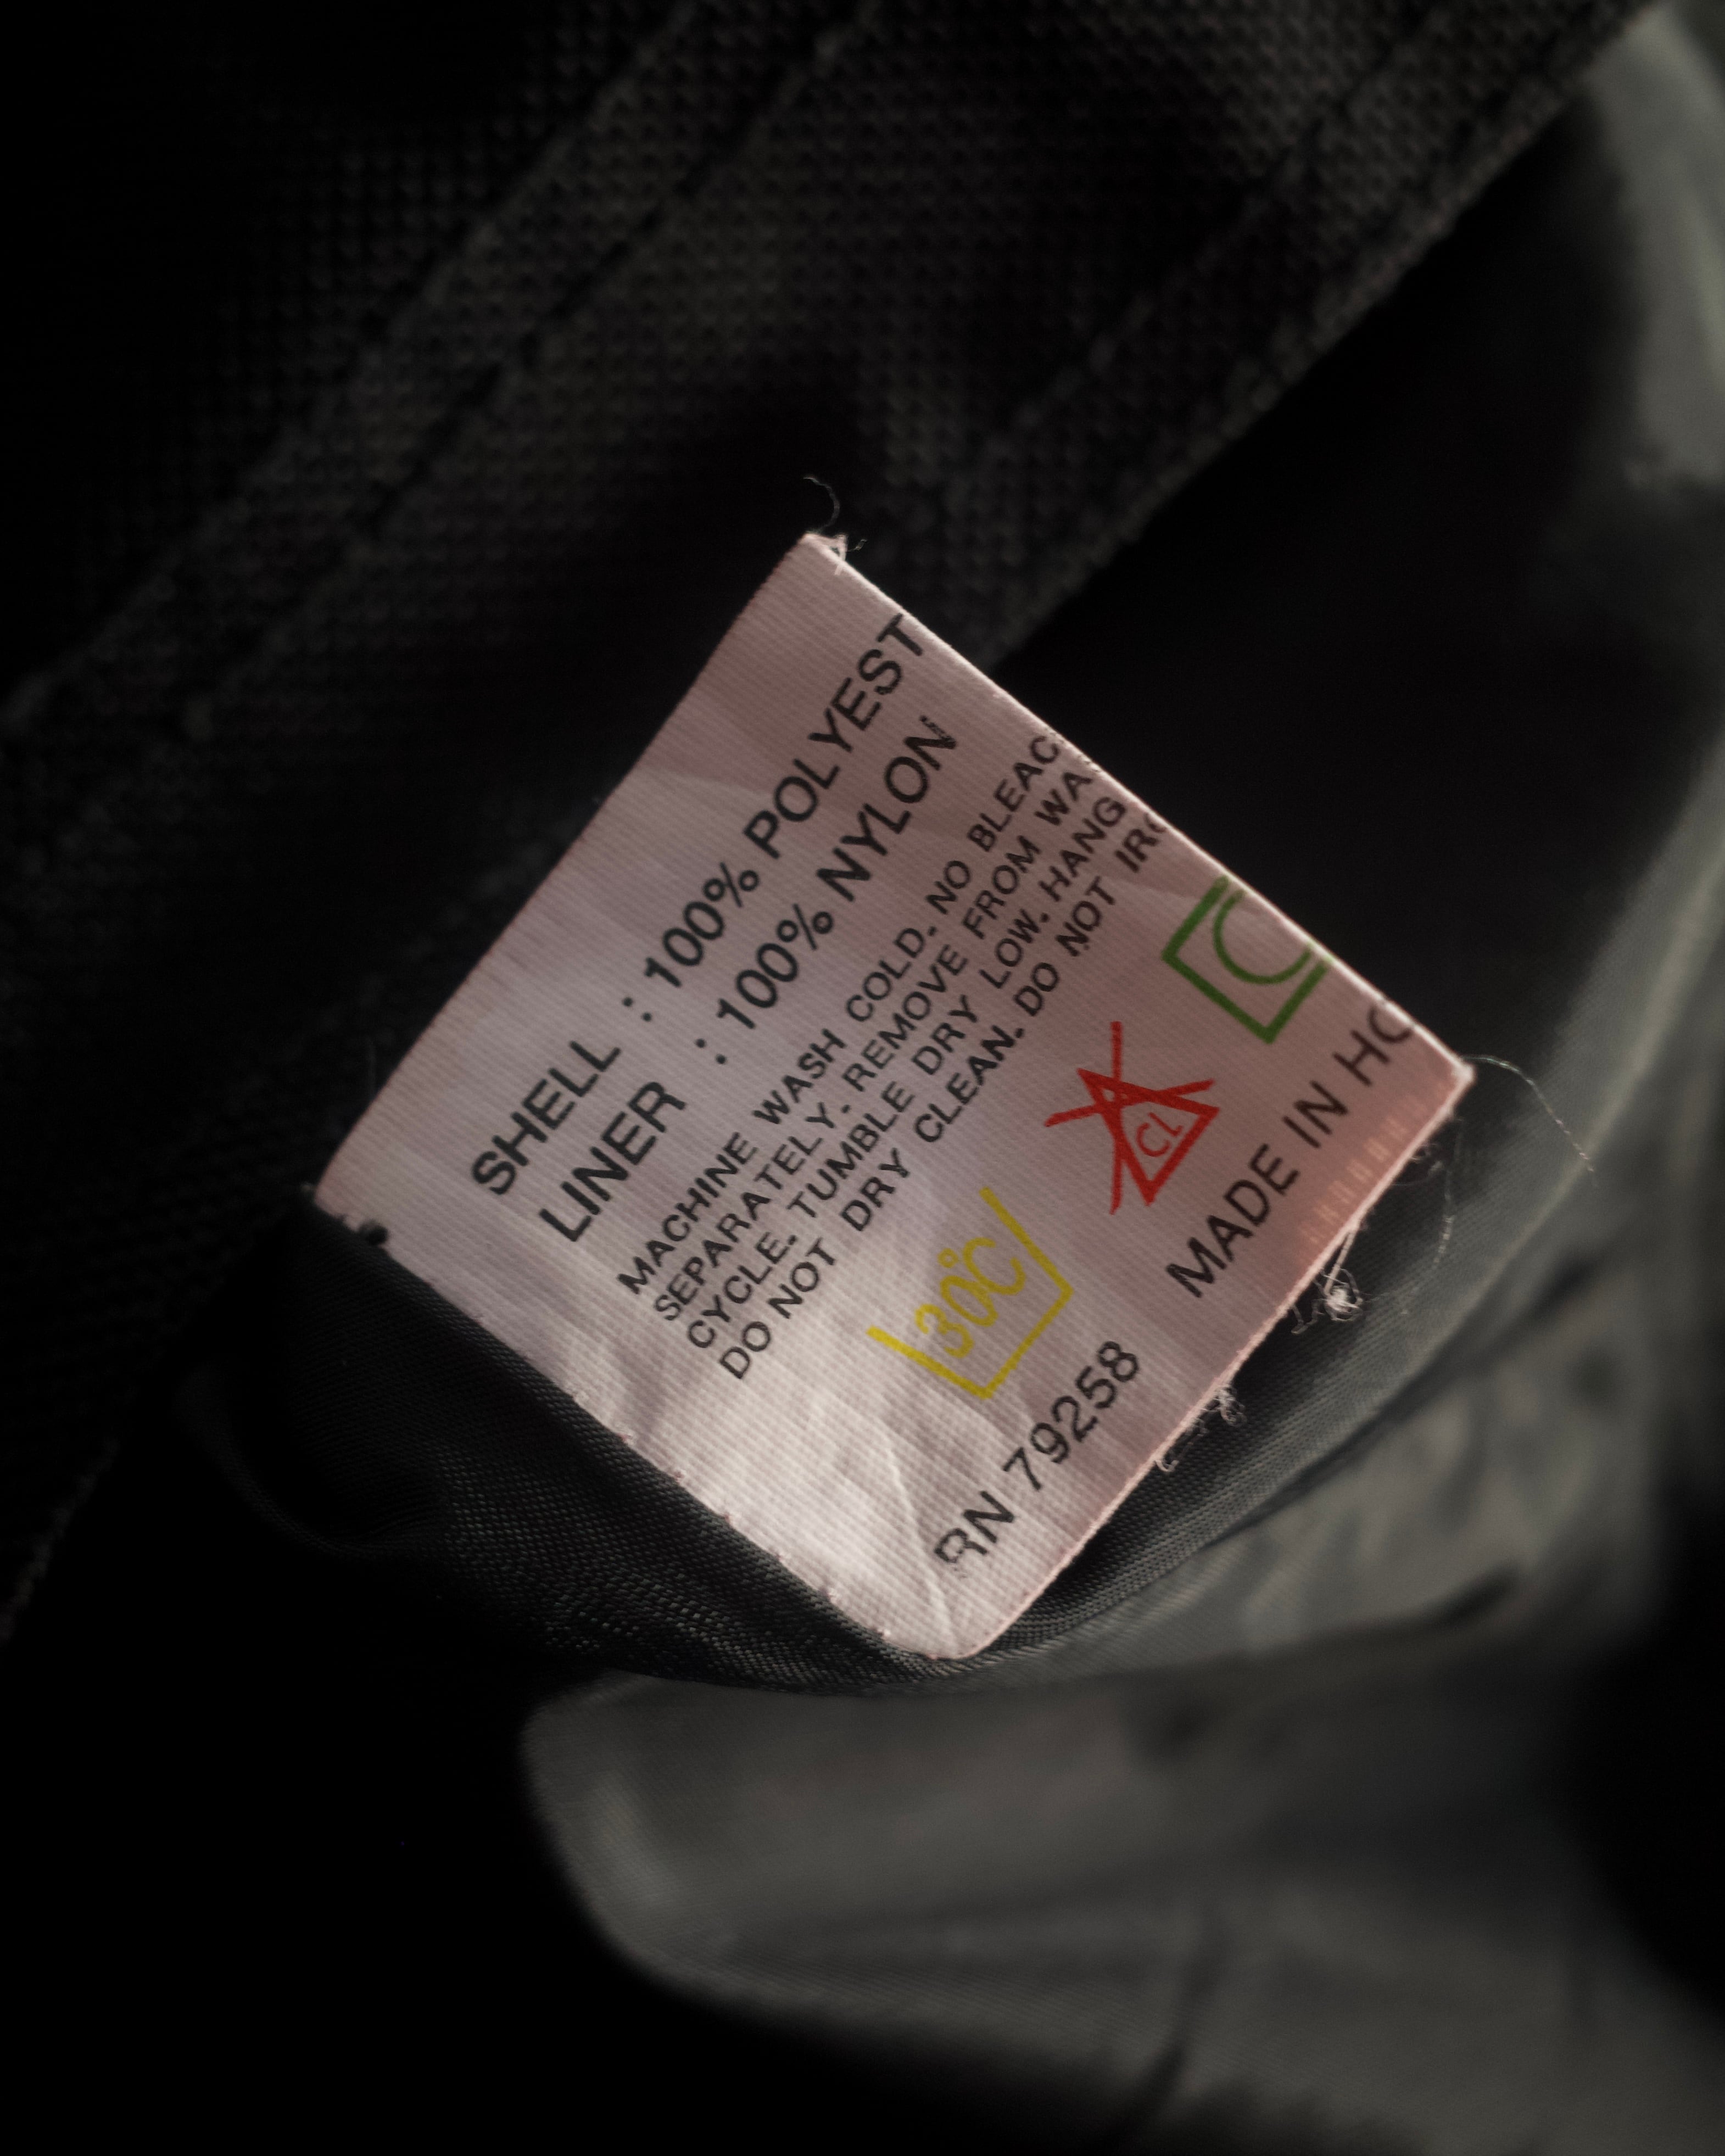 SHELL : 100% POLYEST
LINER : 100% NYLON
MACHINE WASH COLD. NO BLEAC
SEPARATELY. REMOVE FROM WA
CYCLE. TUMBLE DRY LOW. HANG
DO NOT DRY CLEAN. DO NOT IRO
30°C
CL
RN 79258
MADE IN HO